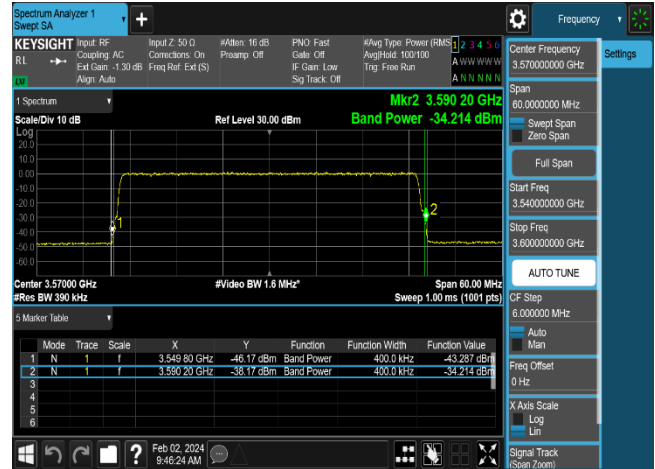 Spectrum Analyzer 1
Swept SA
+
Frequency
KEYSIGHT
Input: RF
Input Z: 50 Ω
#Atten: 16 dB
PNO: Fast
#Avg Type: Power (RMS
1 2 3 4 5 6
RL
Coupling: AC
Corrections: On
Preamp: Off
Gate: Off
Avg|Hold: 100/100
A WW WW W
Ext Gain: -1.30 dB
Freq Ref: Ext (S)
IF Gain: Low
Trig: Free Run
LXI
Align: Auto
Sig Track: Off
A N N N N N
Center Frequency
3.570000000 GHz
Settings
1 Spectrum
Mkr2 3.590 20 GHz
Scale/Div 10 dB
Ref Level 30.00 dBm
Band Power -34.214 dBm
Log
20.0
10.0
0.00
-10.0
-20.0
-30.0
-40.0
-50.0
-60.0
1
2
Center 3.57000 GHz
#Video BW 1.6 MHz*
Span 60.00 MHz
#Res BW 390 kHz
Sweep 1.00 ms (1001 pts)
Span
60.0000000 MHz
Swept Span
Zero Span
Full Span
Start Freq
3.540000000 GHz
Stop Freq
3.600000000 GHz
AUTO TUNE
CF Step
6.000000 MHz
Auto
Man
Freq Offset
0 Hz
X Axis Scale
Log
Lin
Signal Track
(Span Zoom)
5 Marker Table
Mode Trace Scale X Y Function Function Width Function Value
1 N 1 f 3.549 80 GHz -46.17 dBm Band Power 400.0 kHz -43.287 dBm
2 N 1 f 3.590 20 GHz -38.17 dBm Band Power 400.0 kHz -34.214 dBm
3
4
5
6
?
Feb 02, 2024
9:46:24 AM